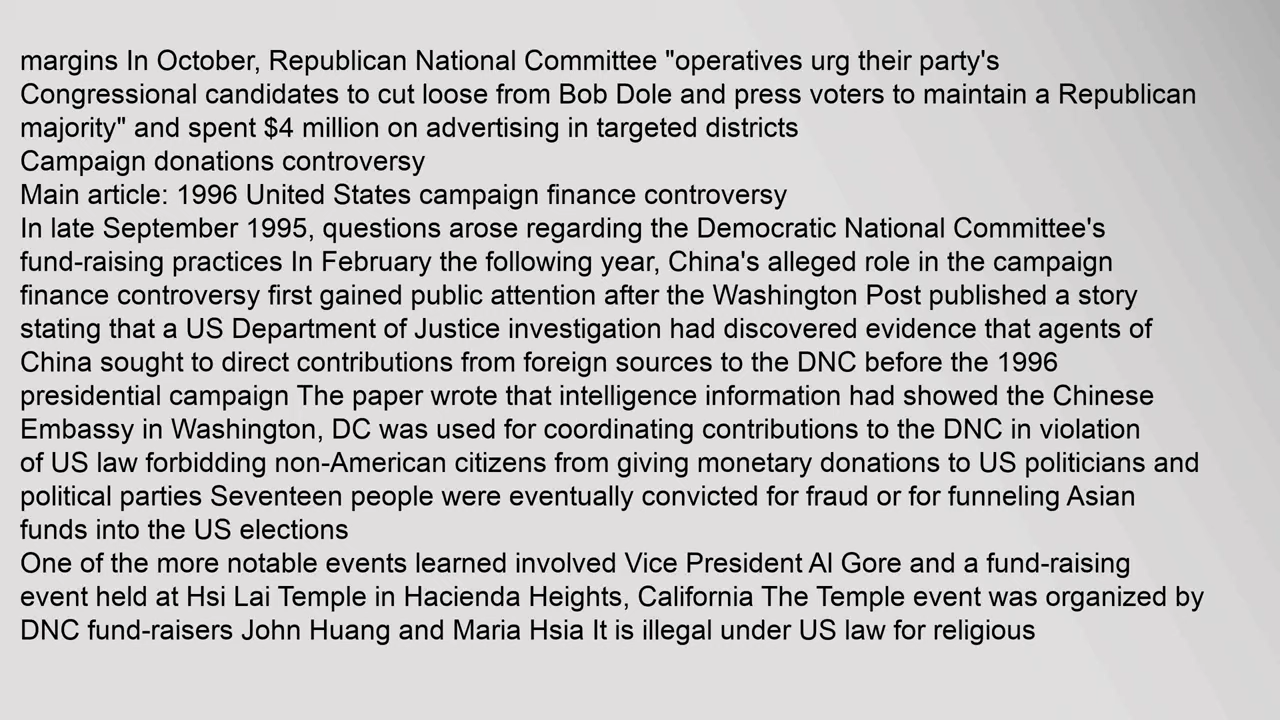 margins In October, Republican National Committee "operatives urg their party's
Congressional candidates to cut loose from Bob Dole and press voters to maintain a Republican
majority" and spent $4 million on advertising in targeted districts
Campaign donations controversy
Main article: 1996 United States campaign finance controversy
In late September 1995, questions arose regarding the Democratic National Committee's
fund-raising practices In February the following year, China's alleged role in the campaign
finance controversy first gained public attention after the Washington Post published a story
stating that a US Department of Justice investigation had discovered evidence that agents of
China sought to direct contributions from foreign sources to the DNC before the 1996
presidential campaign The paper wrote that intelligence information had showed the Chinese
Embassy in Washington, DC was used for coordinating contributions to the DNC in violation
of US law forbidding non-American citizens from giving monetary donations to US politicians and
political parties Seventeen people were eventually convicted for fraud or for funneling Asian
funds into the US elections
One of the more notable events learned involved Vice President Al Gore and a fund-raising
event held at Hsi Lai Temple in Hacienda Heights, California The Temple event was organized by
DNC fund-raisers John Huang and Maria Hsia It is illegal under US law for religious